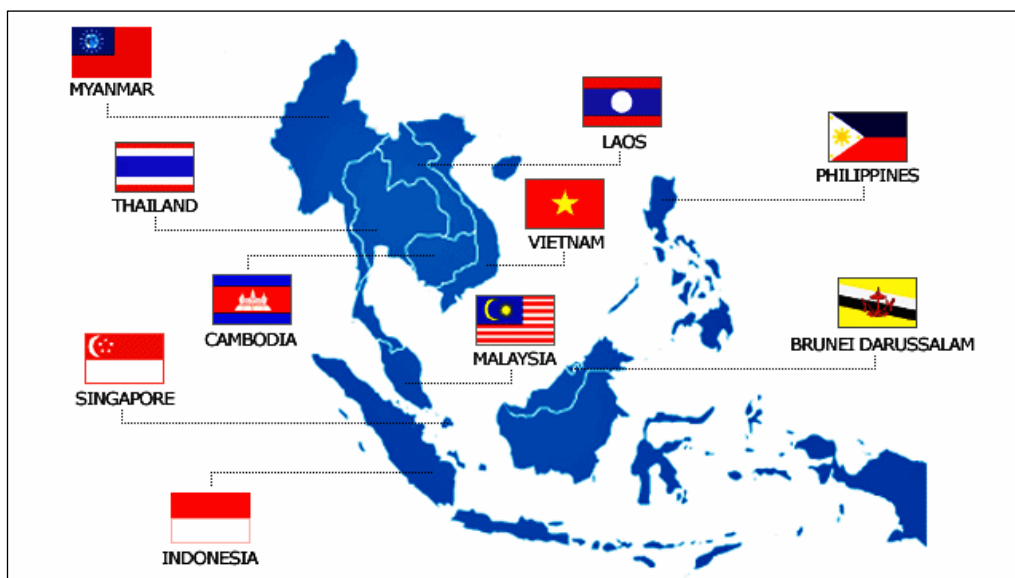 MYANMAR
LAOS
PHILIPPINES
THAILAND
VIETNAM
CAMBODIA
MALAYSIA
BRUNEI DARUSSALAM
SINGAPORE
INDONESIA